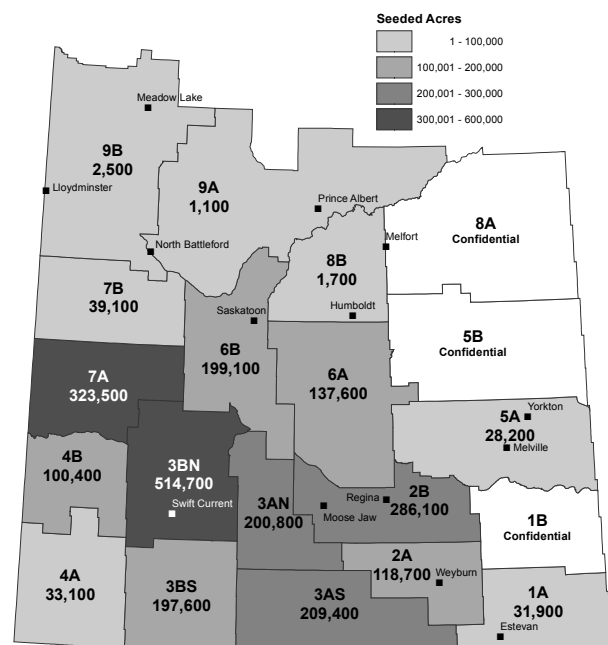 Seeded Acres
1 - 100,000
100,001 - 200,000
200,001 - 300,000
300,001 - 600,000
Meadow Lake
9B
2,500
Lloydminster
9A
1,100
Prince Albert
North Battleford
Melfort
8A
Confidential
8B
1,700
Humboldt
7B
39,100
Saskatoon
6B
199,100
5B
Confidential
6A
137,600
7A
323,500
Yorkton
5A
28,200
Melville
4B
100,400
3BN
514,700
Swift Current
3AN
200,800
Regina
Moose Jaw
2B
286,100
1B
Confidential
2A
118,700
Weyburn
4A
33,100
3BS
197,600
3AS
209,400
1A
31,900
Estevan